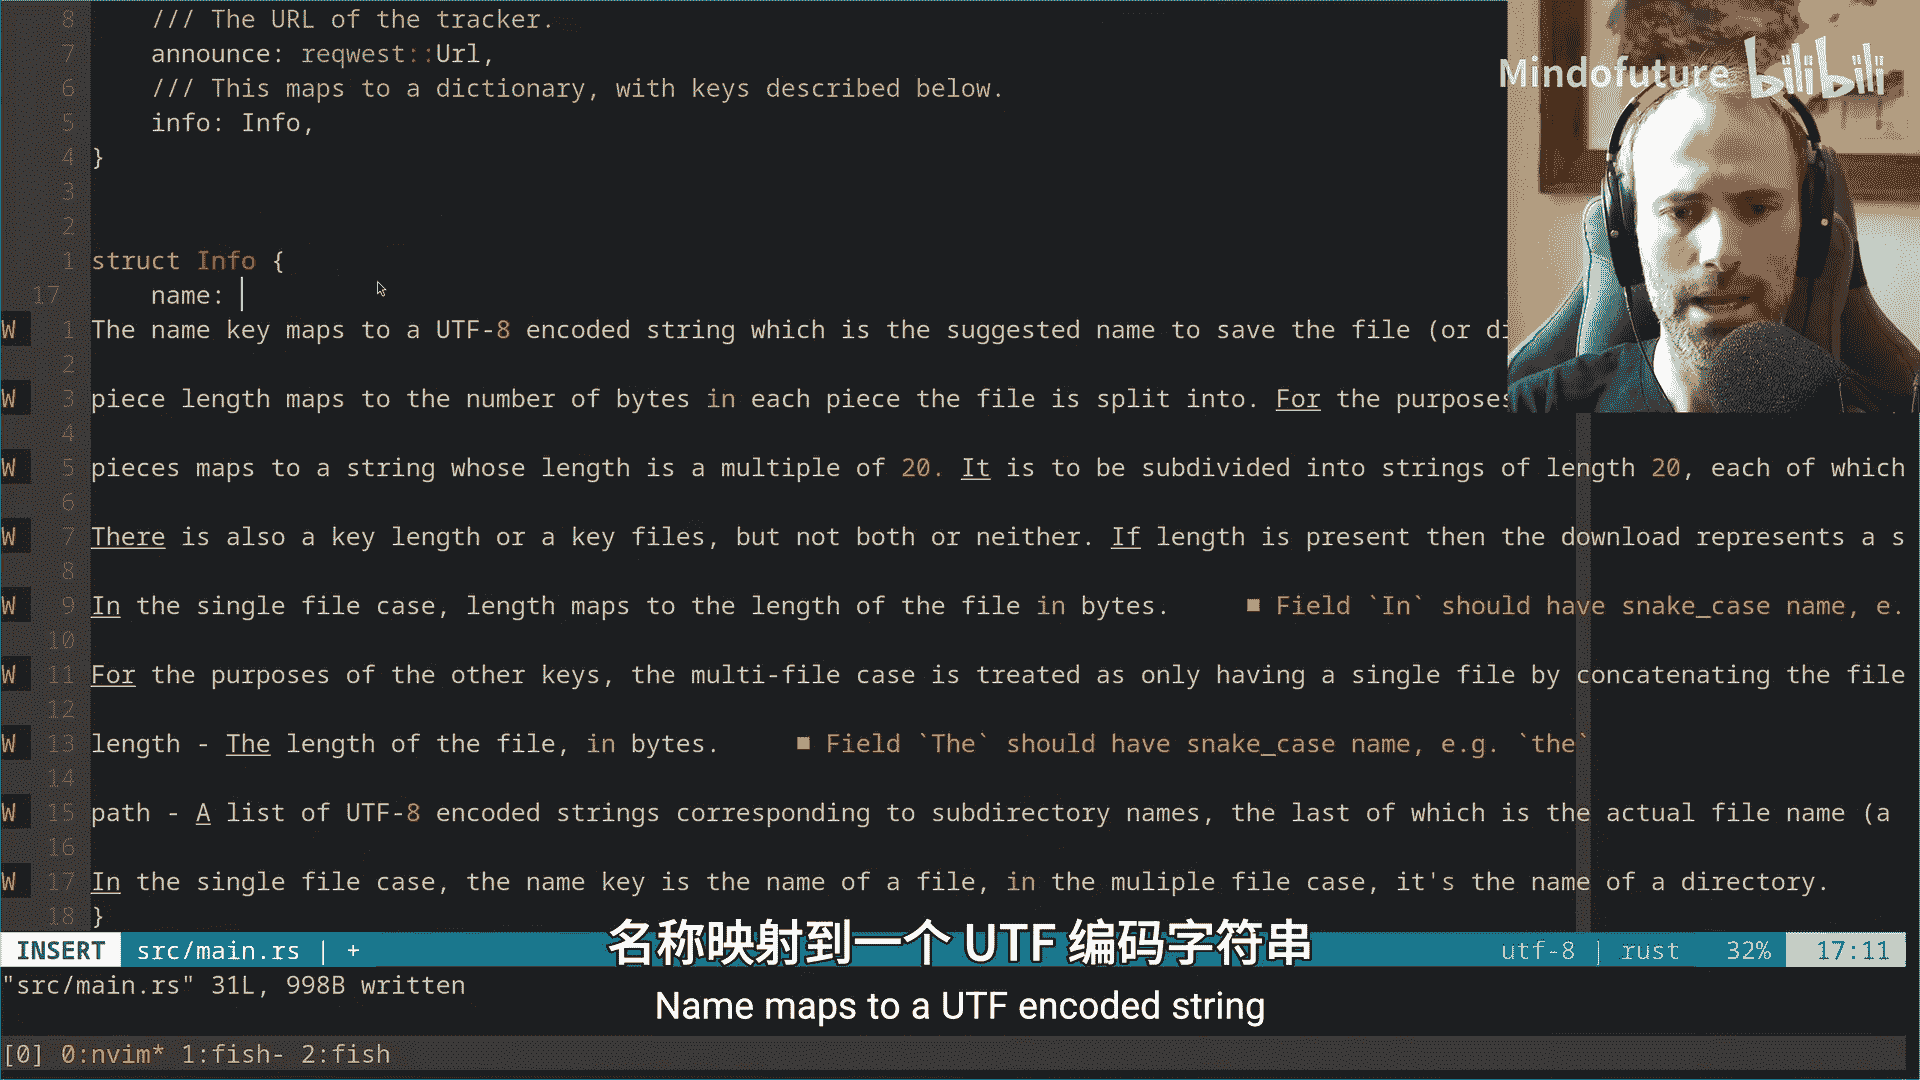 8 /// The URL of the tracker.
7 announce: reqwest::Url,
6 /// This maps to a dictionary, with keys described below.
5 info: Info,
4 }
3
2
1 struct Info {
17 name:
W 1 The name key maps to a UTF-8 encoded string which is the suggested name to save the file (or di
2
W 3 piece length maps to the number of bytes in each piece the file is split into. For the purposes
4
W 5 pieces maps to a string whose length is a multiple of 20. It is to be subdivided into strings of length 20, each of which
6
W 7 There is also a key length or a key files, but not both or neither. If length is present then the download represents a s
8
W 9 In the single file case, length maps to the length of the file in bytes. ■ Field `In` should have snake_case name, e.
10
W 11 For the purposes of the other keys, the multi-file case is treated as only having a single file by concatenating the file
12
W 13 length - The length of the file, in bytes. ■ Field `The` should have snake_case name, e.g. `the`
14
W 15 path - A list of UTF-8 encoded strings corresponding to subdirectory names, the last of which is the actual file name (a
16
W 17 In the single file case, the name key is the name of a file, in the muliple file case, it's the name of a directory.
18 }
Mindofuture bilibili
INSERT src/main.rs | + utf-8 | rust 32% 17:11
名称映射到一个 UTF 编码字符串
"src/main.rs" 31L, 998B written
Name maps to a UTF encoded string
[0] 0:nvim* 1:fish- 2:fish